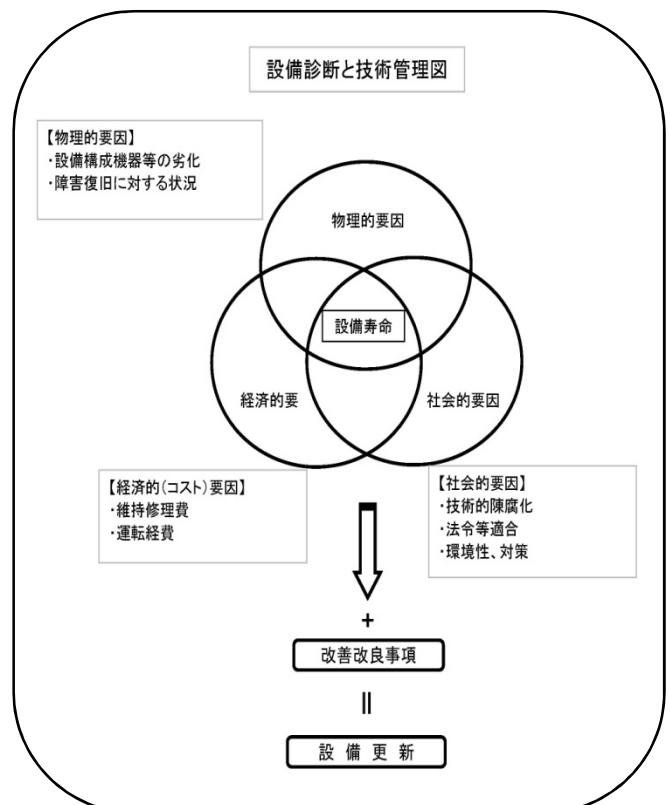 設備診断と技術管理図
【物理的要因】
・設備構成機器等の劣化
・障害復旧に対する状況
物理的要因
設備寿命
経済的要
社会的要因
【経済的(コスト)要因】
・維持修理費
・運転経費
【社会的要因】
・技術的陳腐化
・法令等適合
・環境性、対策
+
改善改良事項
||
設備更新